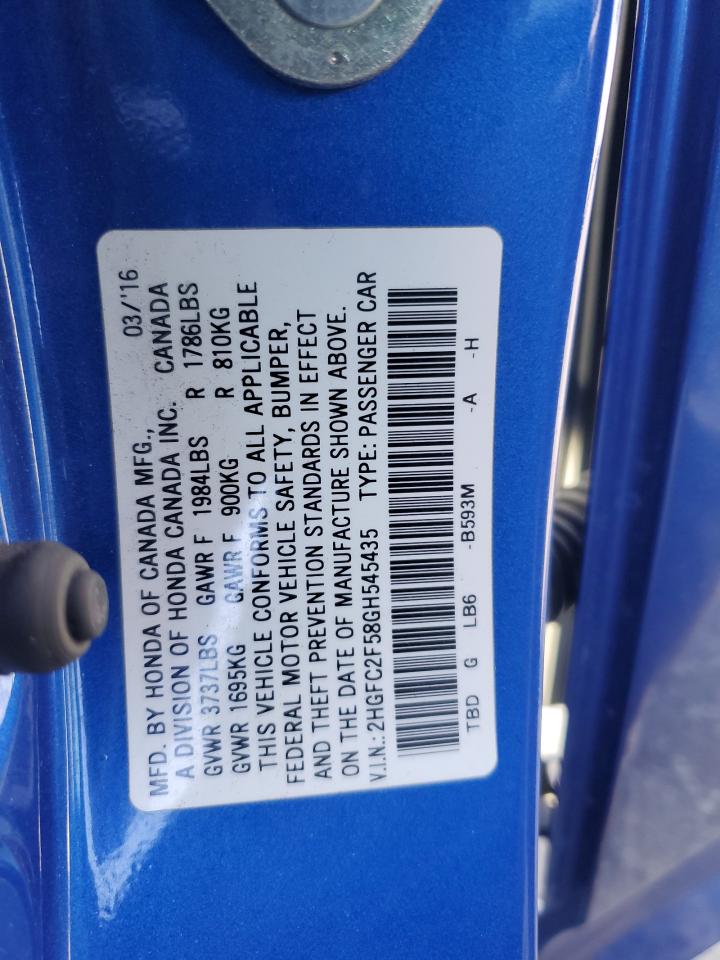 MFD. BY HONDA OF CANADA MFG., 03/'16
A DIVISION OF HONDA CANADA INC. CANADA
GVWR 3737LBS GAWR F 1984LBS R 1786LBS
GVWR 1695KG GAWR F 900KG R 810KG
THIS VEHICLE CONFORMS TO ALL APPLICABLE
FEDERAL MOTOR VEHICLE SAFETY, BUMPER,
AND THEFT PREVENTION STANDARDS IN EFFECT
ON THE DATE OF MANUFACTURE SHOWN ABOVE.
V.I.N.: 2HGFC2F58GH545435 TYPE: PASSENGER CAR
TBD G LB6 -B593M -A -H